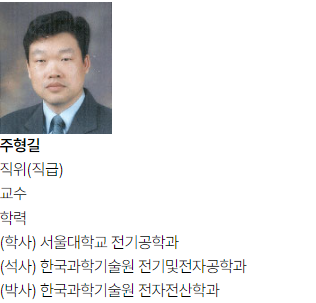 주형길
직위(직급)
교수
학력
(학사) 서울대학교 전기공학과
(석사) 한국과학기술원 전기및전자공학과
(박사) 한국과학기술원 전자전산학과